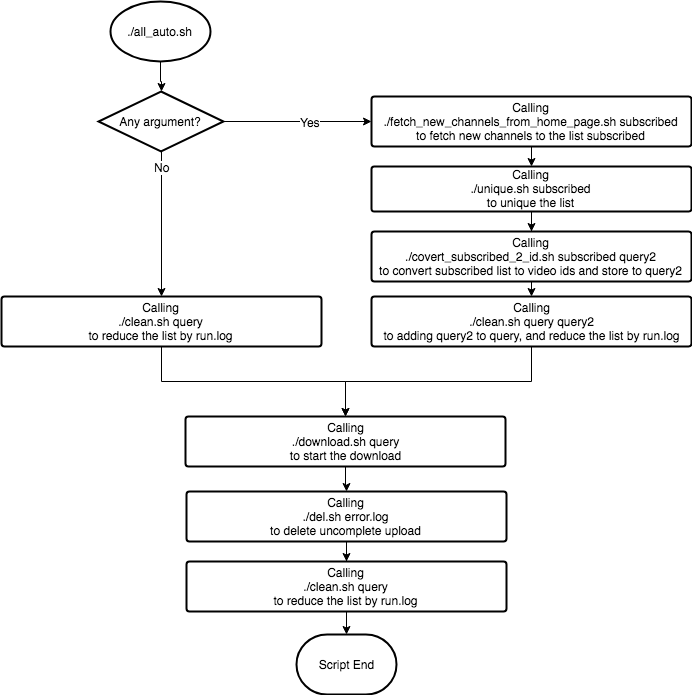 ./all_auto.sh
Any argument?
Yes
No
Calling
./fetch_new_channels_from_home_page.sh subscribed
to fetch new channels to the list subscribed
Calling
./unique.sh subscribed
to unique the list
Calling
./covert_subscribed_2_id.sh subscribed query2
to convert subscribed list to video ids and store to query2
Calling
./clean.sh query
to reduce the list by run.log
Calling
./clean.sh query query2
to adding query2 to query, and reduce the list by run.log
Calling
./download.sh query
to start the download
Calling
./del.sh error.log
to delete uncomplete upload
Calling
./clean.sh query
to reduce the list by run.log
Script End